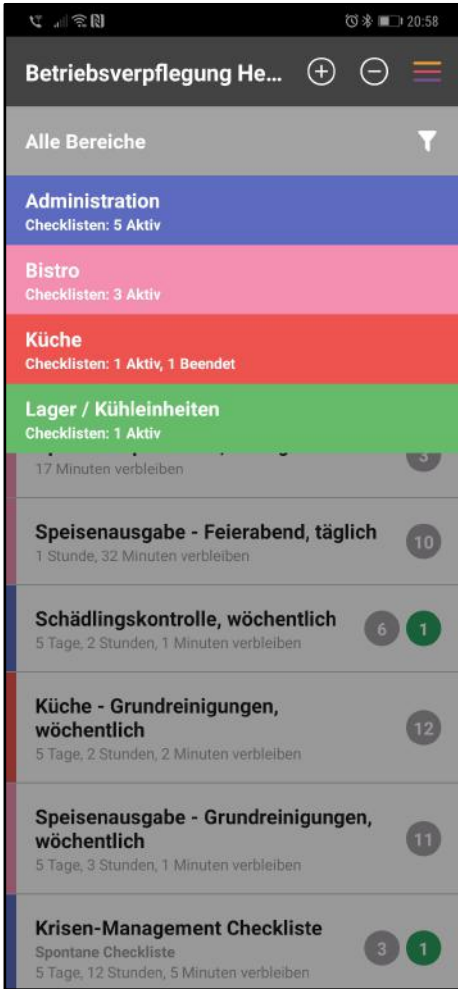 20:58
Betriebsverpflegung He...
Alle Bereiche
Administration
Checklisten: 5 Aktiv
Bistro
Checklisten: 3 Aktiv
Küche
Checklisten: 1 Aktiv, 1 Beendet
Lager / Kühleinheiten
Checklisten: 1 Aktiv
3
17 Minuten verbleiben
Speisenausgabe - Feierabend, täglich
10
1 Stunde, 32 Minuten verbleiben
Schädlingskontrolle, wöchentlich
6 1
5 Tage, 2 Stunden, 1 Minuten verbleiben
Küche - Grundreinigungen,
wöchentlich
12
5 Tage, 2 Stunden, 2 Minuten verbleiben
Speisenausgabe - Grundreinigungen,
wöchentlich
11
5 Tage, 3 Stunden, 1 Minuten verbleiben
Krisen-Management Checkliste
Spontane Checkliste
3 1
5 Tage, 12 Stunden, 5 Minuten verbleiben